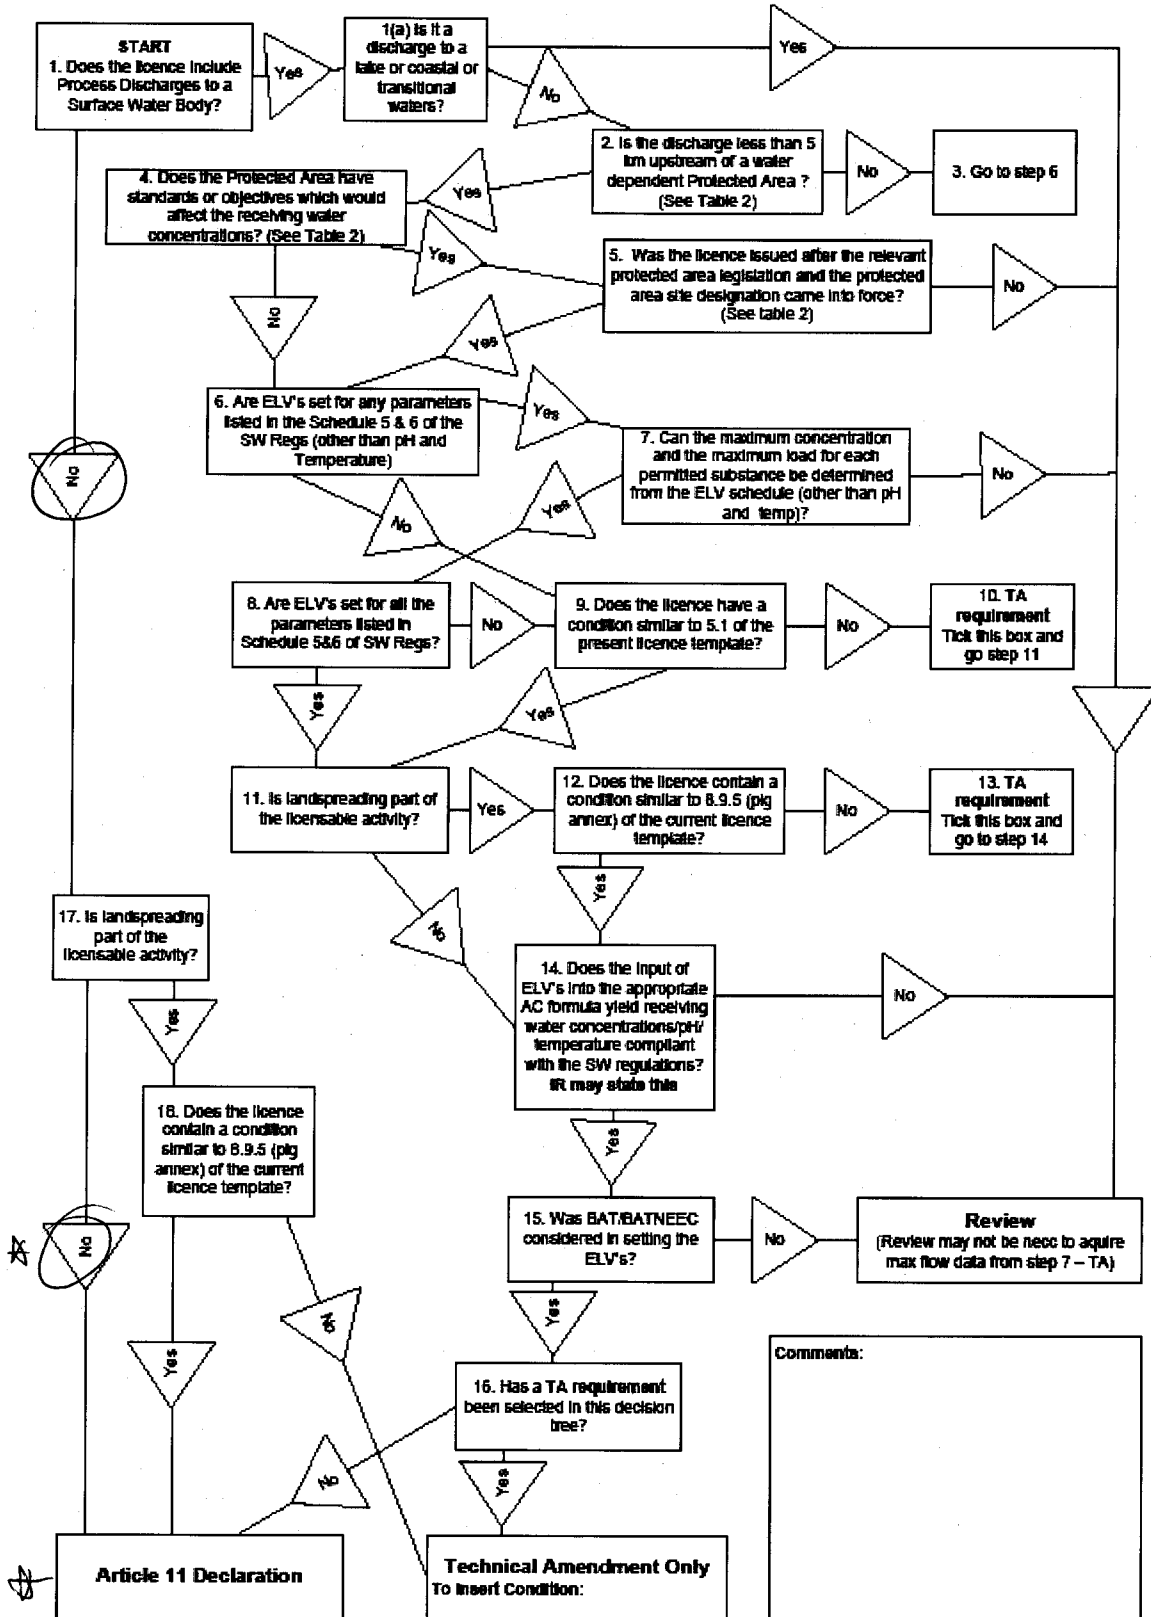 START
1. Does the licence include
Process Discharges to a
Surface Water Body?
Yes
1(a) Is it a
discharge to a
lake or coastal or
transitional
waters?
Yes
No
2. Is the discharge less than 5
km upstream of a water
dependent Protected Area ?
(See Table 2)
No
3. Go to step 6
Yes
4. Does the Protected Area have
standards or objectives which would
affect the receiving water
concentrations? (See Table 2)
Yes
5. Was the licence issued after the relevant
protected area legislation and the protected
area site designation came into force?
(See table 2)
No
No
Yes
6. Are ELV's set for any parameters
listed in the Schedule 5 & 6 of the
SW Regs (other than pH and
Temperature)
Yes
7. Can the maximum concentration
and the maximum load for each
permitted substance be determined
from the ELV schedule (other than pH
and temp)?
No
No
No
Yes
8. Are ELV's set for all the
parameters listed in
Schedule 5&6 of SW Regs?
No
9. Does the licence have a
condition similar to 5.1 of the
present licence template?
No
10. TA
requirement
Tick this box and
go step 11
Yes
Yes
11. Is landspreading part of
the licensable activity?
Yes
12. Does the licence contain a
condition similar to 6.9.5 (pig
annex) of the current licence
template?
No
13. TA
requirement
Tick this box and
go to step 14
Yes
No
17. Is landspreading
part of the
licensable activity?
14. Does the input of
ELV's into the appropritate
AC formula yield receiving
water concentrations/pH/
temperature compliant
with the SW regulations?
IR may state this
No
Yes
18. Does the licence
contain a condition
similar to 6.9.5 (pig
annex) of the current
licence template?
Yes
15. Was BAT/BATNEEC
considered in setting the
ELV's?
No
Review
(Review may not be necc to aquire
max flow data from step 7 – TA)
No
No
Yes
Yes
Comments:
16. Has a TA requirement
been selected in this decision
tree?
No
Yes
Article 11 Declaration
Technical Amendment Only
To Insert Condition: